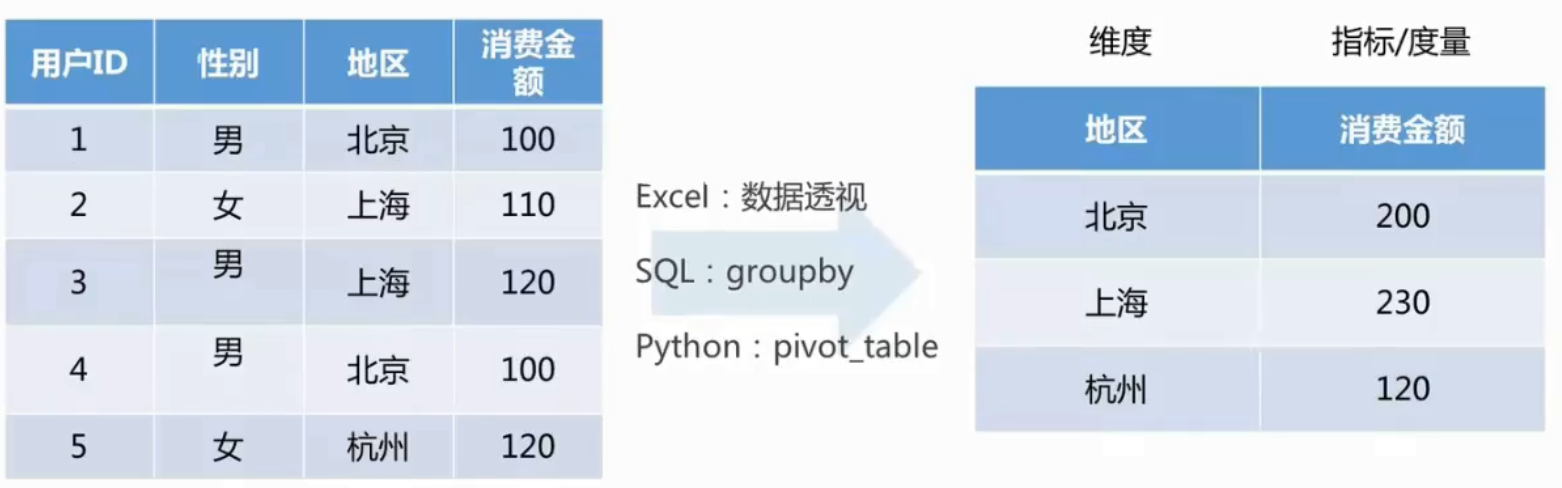 用户ID 性别 地区 消费金
额
1 男 北京 100
2 女 上海 110
3 男 上海 120
4 男 北京 100
5 女 杭州 120
Excel：数据透视
SQL：groupby
Python：pivot_table
维度 指标/度量
地区 消费金额
北京 200
上海 230
杭州 120